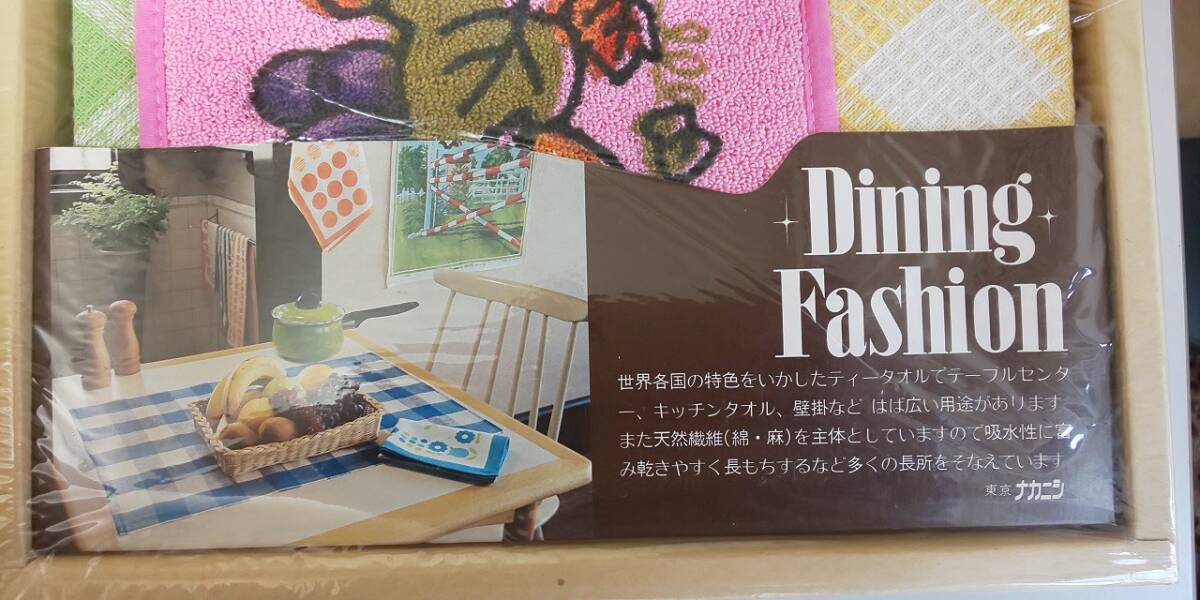 Dining
Fashion
世界各国の特色をいかしたティータオルでテーブルセンタ
ー、キッチンタオル、壁掛など はば広い用途があります
また天然繊維(綿・麻)を主体としていますので吸水性に富
み乾きやすく長もちするなど多くの長所をそなえています
東京 ナカニシ